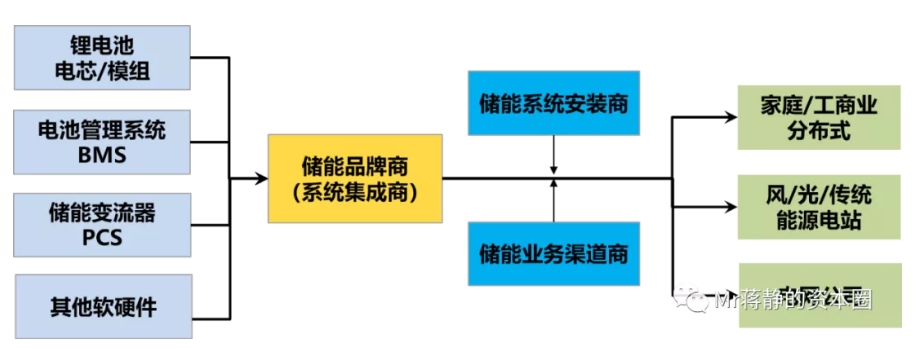 锂电池
电芯/模组
电池管理系统
BMS
储能变流器
PCS
其他软硬件
储能品牌商
（系统集成商）
储能系统安装商
储能业务渠道商
家庭/工商业
分布式
风/光/传统
能源电站
Mr蒋静的资本圈